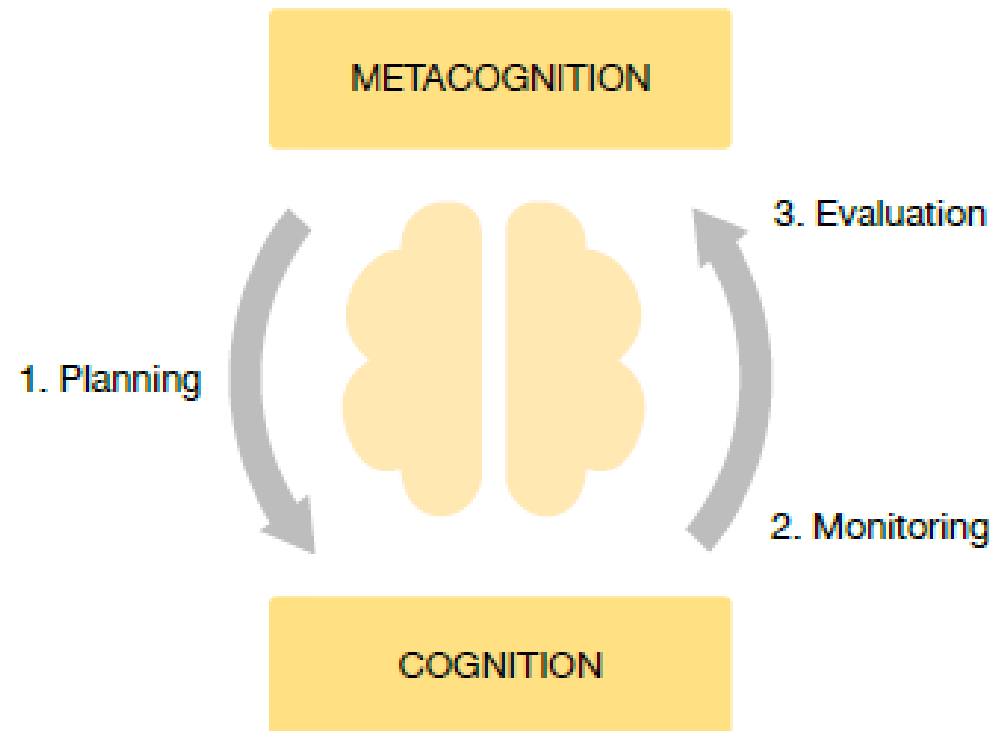 METACOGNITION
3. Evaluation
1. Planning
2. Monitoring
COGNITION